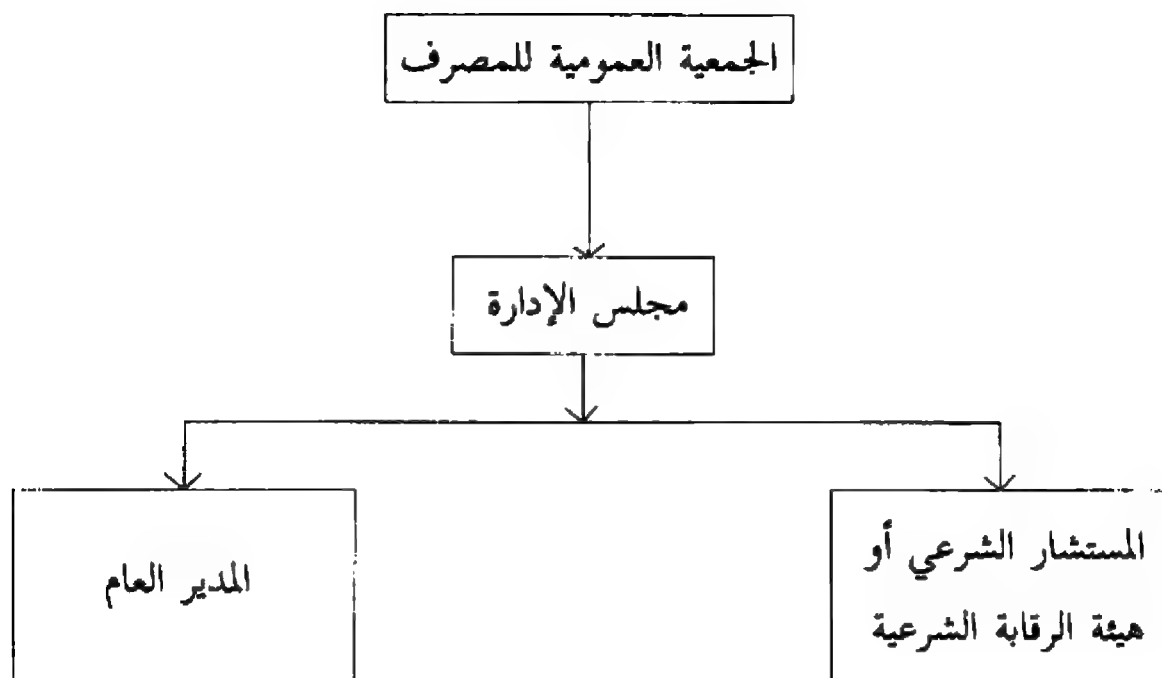 الجمعية العمومية للمصرف
مجلس الإدارة
المستشار الشرعي أو
هيئة الرقابة الشرعية
المدير العام